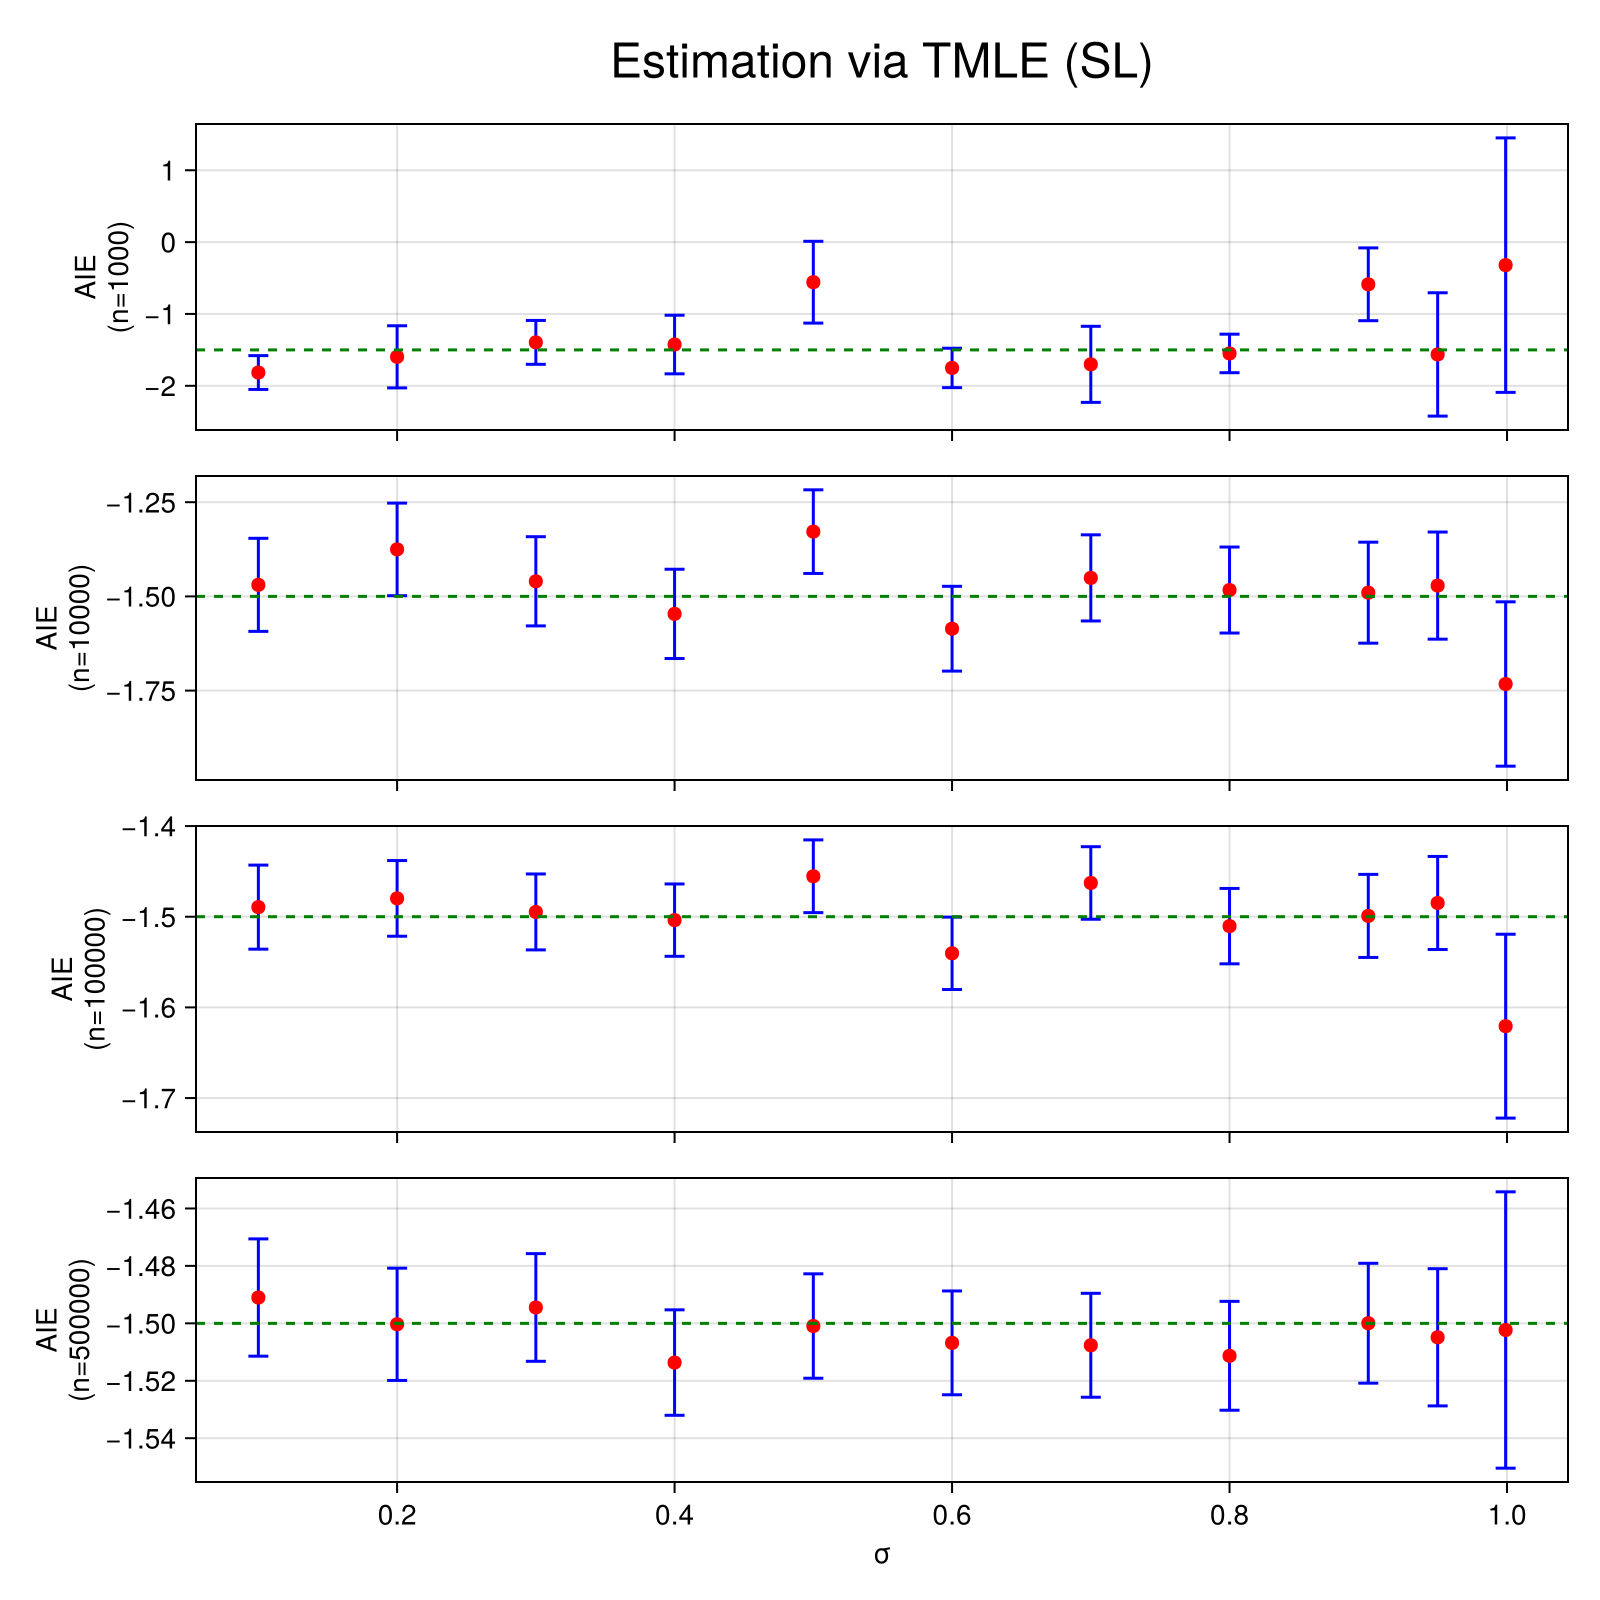 Estimation via TMLE (SL)
AIE
(n=1000)
1
0
−1
−2
AIE
(n=10000)
−1.25
−1.50
−1.75
AIE
(n=100000)
−1.4
−1.5
−1.6
−1.7
AIE
(n=500000)
−1.46
−1.48
−1.50
−1.52
−1.54
0.2 0.4 0.6 0.8 1.0
σ